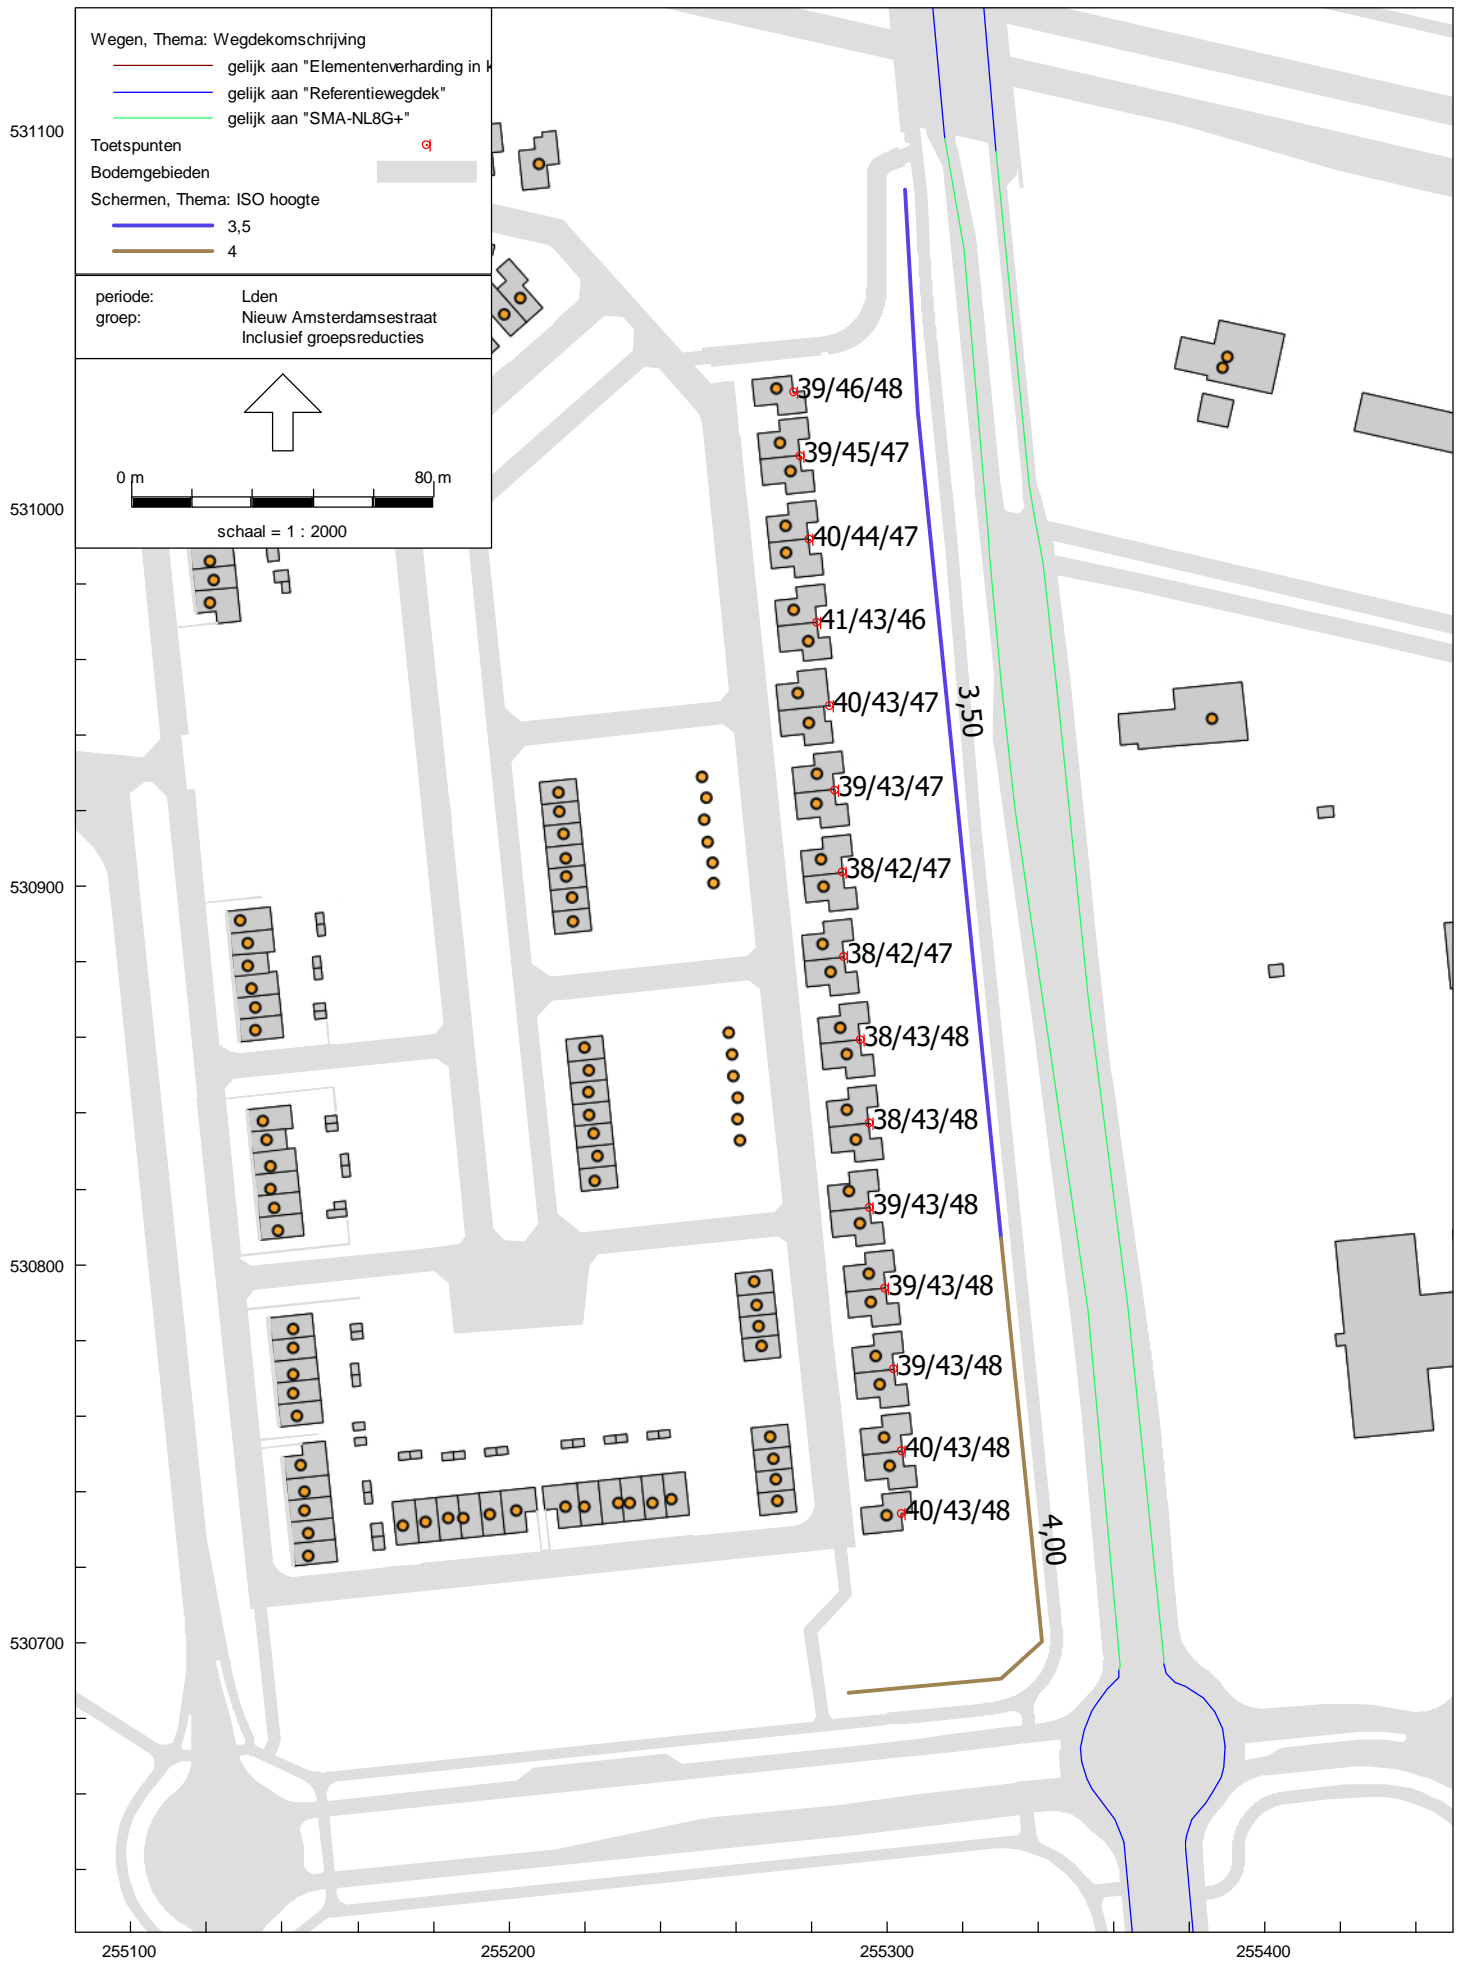 Wegen, Thema: Wegdekomschrijving
gelijk aan "Elementenverharding in k
gelijk aan "Referentiewegdek"
gelijk aan "SMA-NL8G+"
Toetspunten
Bodemgebieden
Schermen, Thema: ISO hoogte
3,5
4
periode: Lden
groep: Nieuw Amsterdamsestraat
Inclusief groepsreducties
0 m 80 m
schaal = 1 : 2000
531100
531000
530900
530800
530700
39/46/48
39/45/47
40/44/47
41/43/46
40/43/47
3,50
39/43/47
38/42/47
38/42/47
38/43/48
38/43/48
39/43/48
39/43/48
39/43/48
40/43/48
40/43/48
4,00
255100 255200 255300 255400